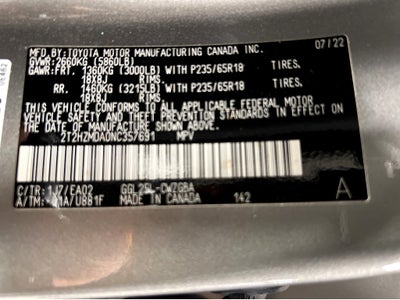 MFD. BY:TOYOTA MOTOR MANUFACTURING CANADA INC.
07/22
GVWR:2660KG (5860LB)
GAWR:FRT. 1360KG (3000LB) WITH P235/65R18 TIRES.
18X8J RIMS.
RR. 1460KG (3215LB) WITH P235/65R18 TIRES.
18X8J RIMS.
THIS VEHICLE CONFORMS TO ALL APPLICABLE FEDERAL MOTOR
VEHICLE SAFETY AND THEFT PREVENTION STANDARDS IN EFFECT
ON THE DATE OF MANUFACTURE SHOWN ABOVE.
MPV
C/TR: 1J7/EA02 GGL25L-CWZGBA
A/TM: MADE IN CANADA 142 A